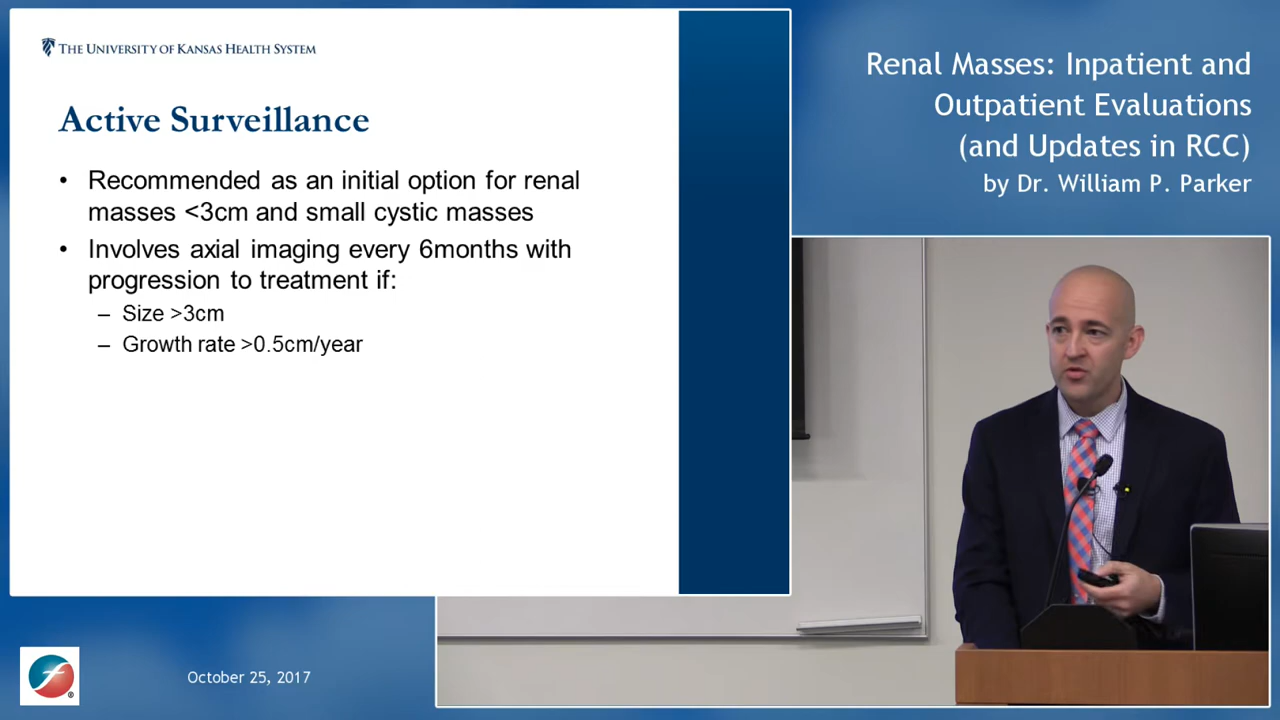 THE UNIVERSITY OF KANSAS HEALTH SYSTEM
Active Surveillance
• Recommended as an initial option for renal
masses <3cm and small cystic masses
• Involves axial imaging every 6months with
progression to treatment if:
– Size >3cm
– Growth rate >0.5cm/year
Renal Masses: Inpatient and
Outpatient Evaluations
(and Updates in RCC)
by Dr. William P. Parker
®
October 25, 2017